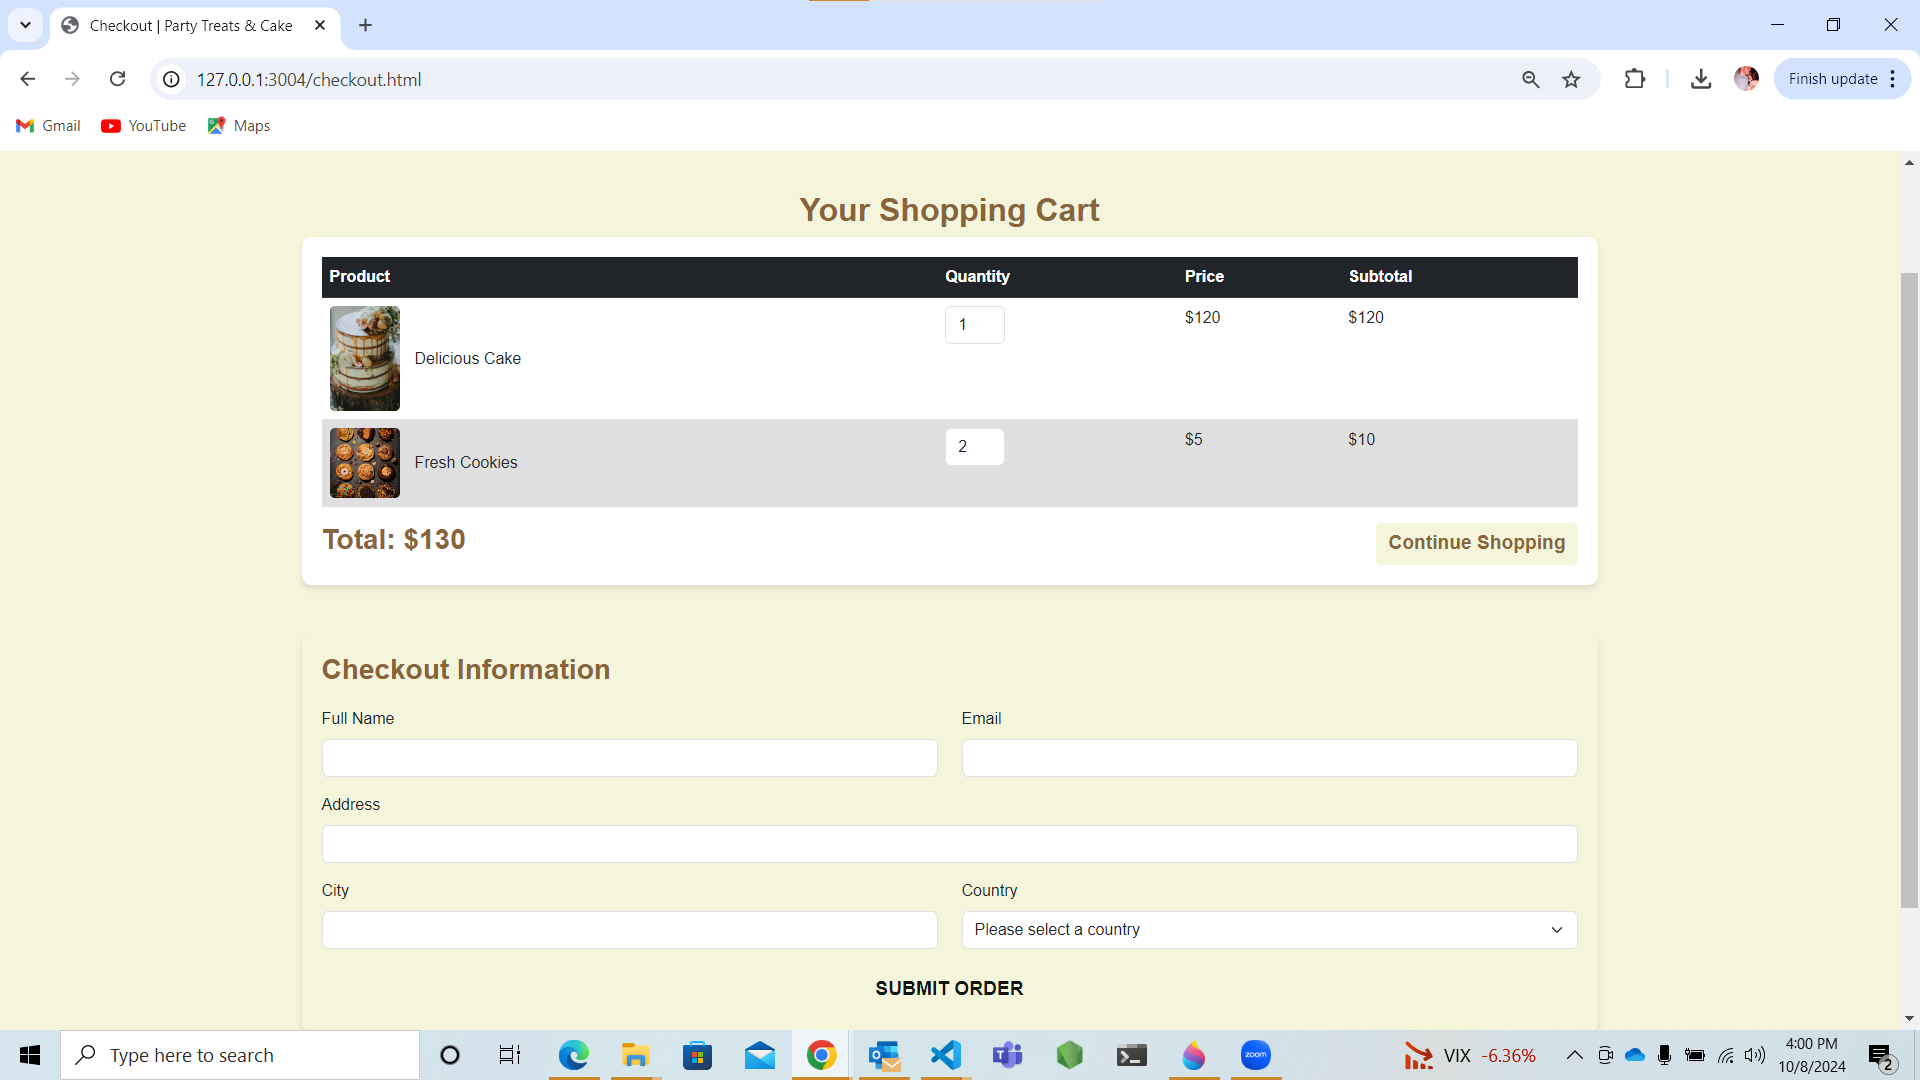 Checkout | Party Treats & Cake
127.0.0.1:3004/checkout.html
Finish update
Gmail
YouTube
Maps
Your Shopping Cart
Product Quantity Price Subtotal
Delicious Cake 1 $120 $120
Fresh Cookies 2 $5 $10
Total: $130
Continue Shopping
Checkout Information
Full Name Email
Address
City Country
Please select a country
SUBMIT ORDER
Type here to search
zoom
VIX -6.36%
4:00 PM
10/8/2024
2